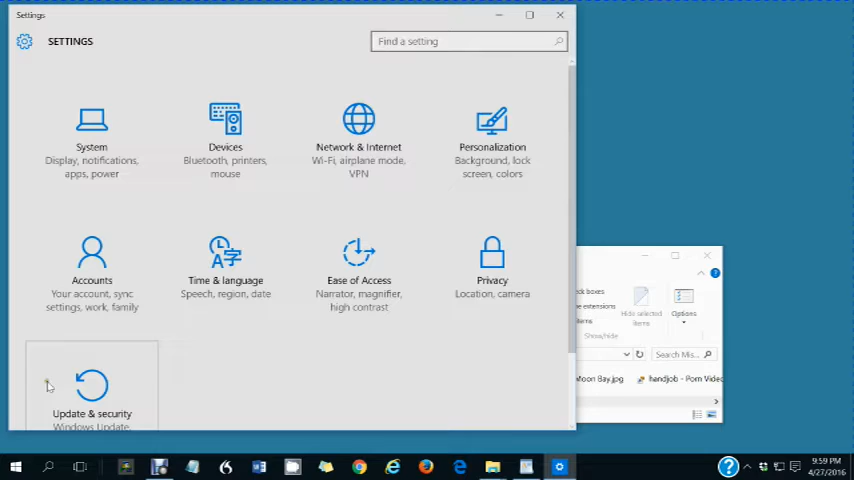 Settings
SETTINGS
Find a setting
System
Display, notifications,
apps, power
Devices
Bluetooth, printers,
mouse
Network & Internet
Wi-Fi, airplane mode,
VPN
Personalization
Background, lock
screen, colors
Accounts
Your account, sync
settings, work, family
Time & language
Speech, region, date
Ease of Access
Narrator, magnifier,
high contrast
Privacy
Location, camera
Update & security
Windows Update,
ck boxes
me extensions
items
Hide selected
items
Options
Show/hide
Search Mis...
Moon Bay.jpg
handjob - Porn Video
9:59 PM
4/27/2016